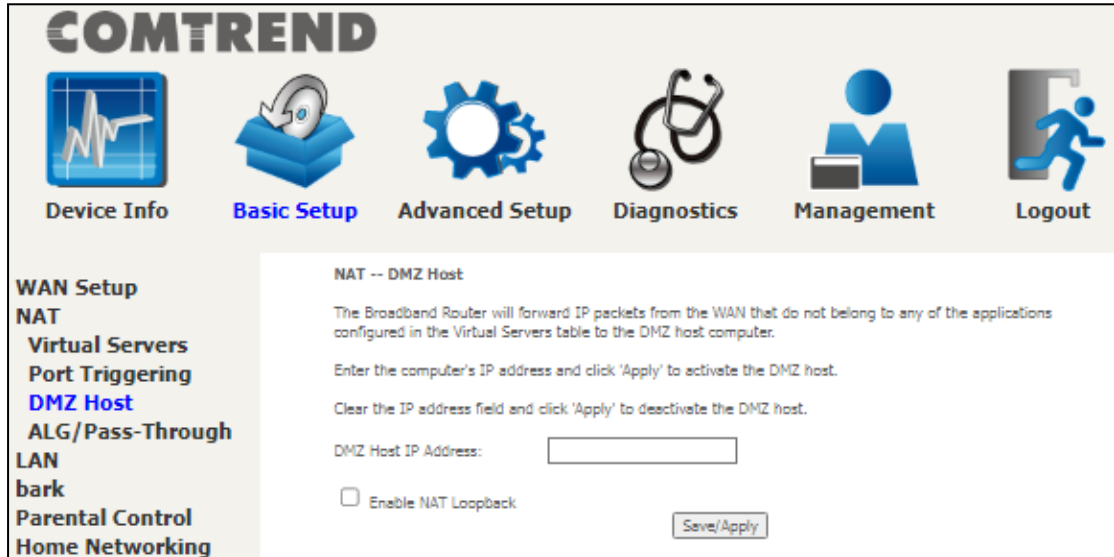 COMTREND
Device Info
Basic Setup
Advanced Setup
Diagnostics
Management
Logout
WAN Setup
NAT
Virtual Servers
Port Triggering
DMZ Host
ALG/Pass-Through
LAN
bark
Parental Control
Home Networking
NAT -- DMZ Host
The Broadband Router will forward IP packets from the WAN that do not belong to any of the applications
configured in the Virtual Servers table to the DMZ host computer.
Enter the computer's IP address and click 'Apply' to activate the DMZ host.
Clear the IP address field and click 'Apply' to deactivate the DMZ host.
DMZ Host IP Address:
Enable NAT Loopback
Save/Apply